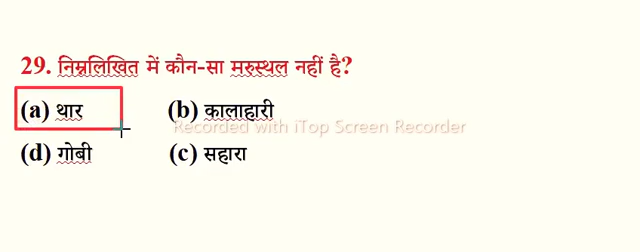 29. निम्नलिखित में कौन-सा मरुस्थल नहीं है?
(a) थार (b) कालाहारी
Recorded with iTop Screen Recorder
(d) गोबी (c) सहारा